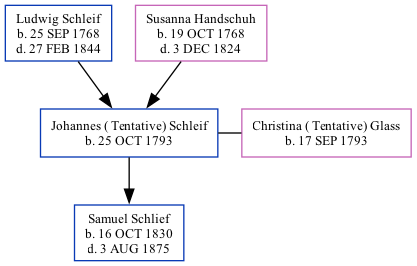 Ludwig Schleif
b. 25 SEP 1768
d. 27 FEB 1844
Susanna Handschuh
b. 19 OCT 1768
d. 3 DEC 1824
Johannes ( Tentative) Schleif
b. 25 OCT 1793
Christina ( Tentative) Glass
b. 17 SEP 1793
Samuel Schlief
b. 16 OCT 1830
d. 3 AUG 1875